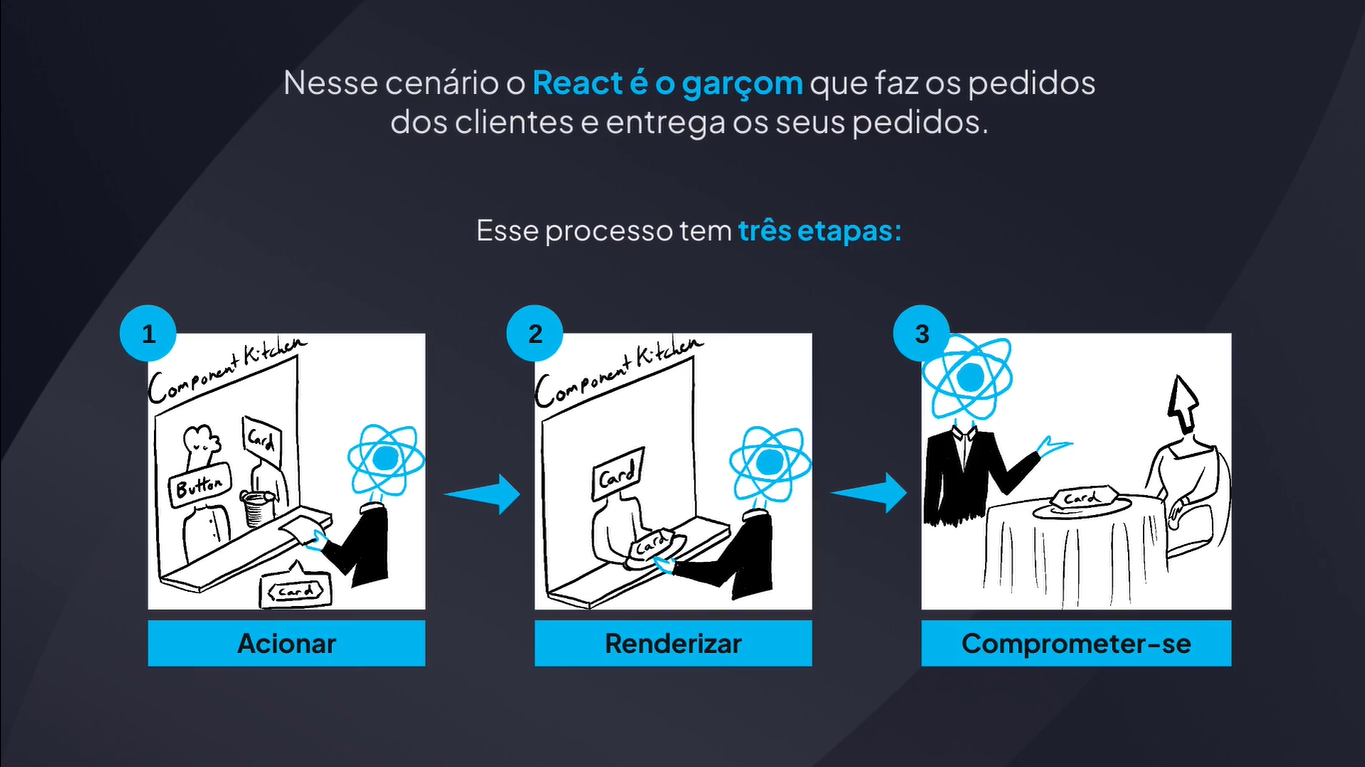 Nesse cenário o React é o garçom que faz os pedidos
dos clientes e entrega os seus pedidos.
Esse processo tem três etapas:
1
Component Kitchen
Button
Card
Card
Acionar
2
Component Kitchen
Card
Card
Renderizar
3
Card
Comprometer-se